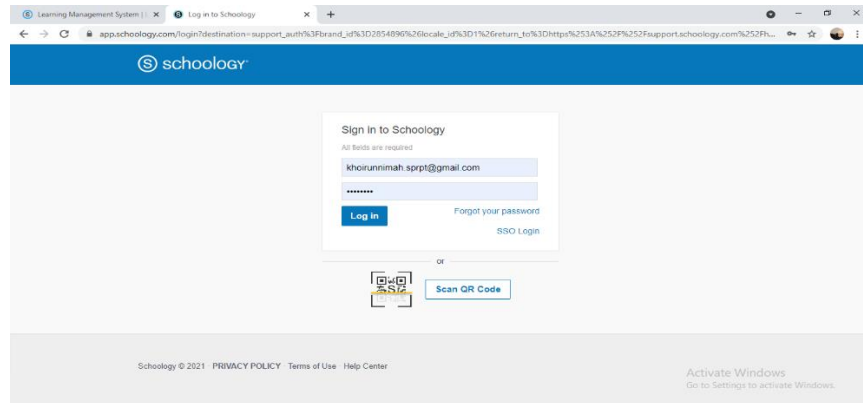 Learning Management System |
Log in to Schoology
app.schoology.com/login?destination=support_auth%3Fbrand_id%3D2854896%26locale_id%3D1%26return_to%3Dhttps%253A%252F%252Fsupport.schoology.com%252Fh...
schoology
Sign in to Schoology
All fields are required
khoirunnimah.sprpt@gmail.com
••••••••
Log in
Forgot your password
SSO Login
or
Scan QR Code
Schoology © 2021 PRIVACY POLICY Terms of Use Help Center
Activate Windows
Go to Settings to activate Windows.